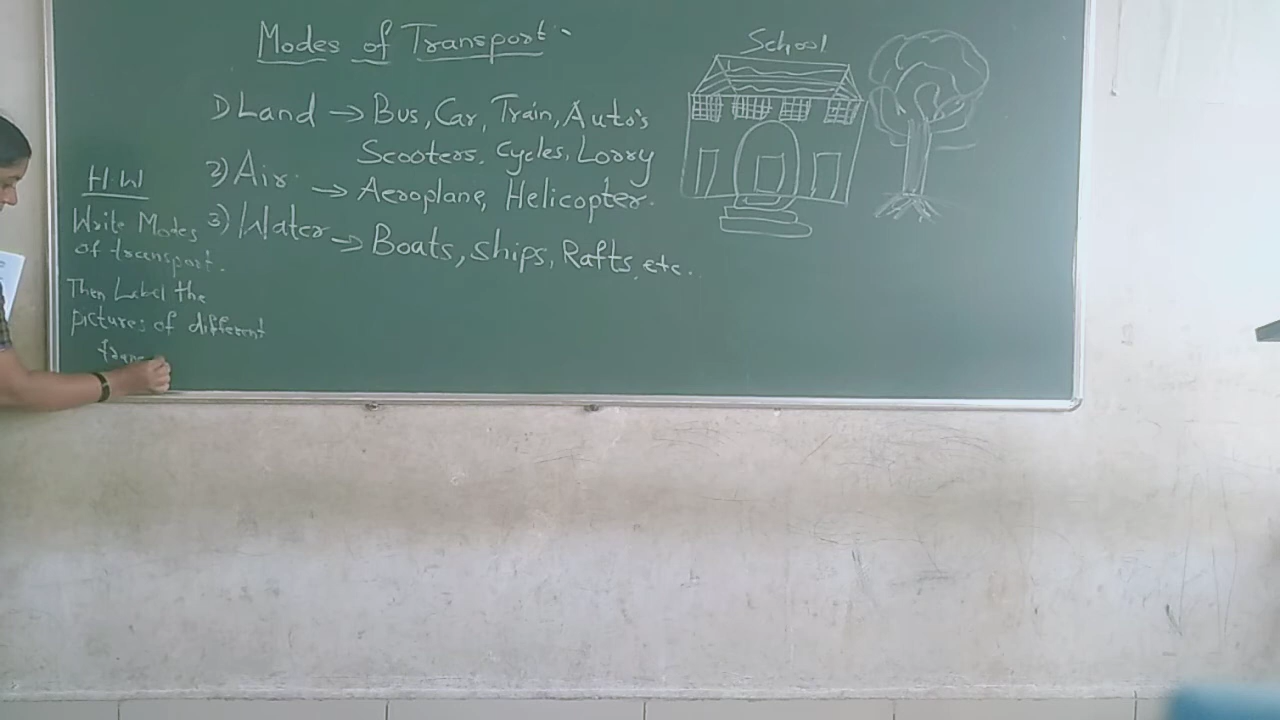 Modes of Transport
School
1) Land → Bus, Car, Train, Auto's
Scooters, Cycles, Lorry
2) Air → Aeroplane, Helicopter.
3) Water → Boats, Ships, Rafts, etc..
H.W
Write Modes
of transport.
Then Label the
pictures of different